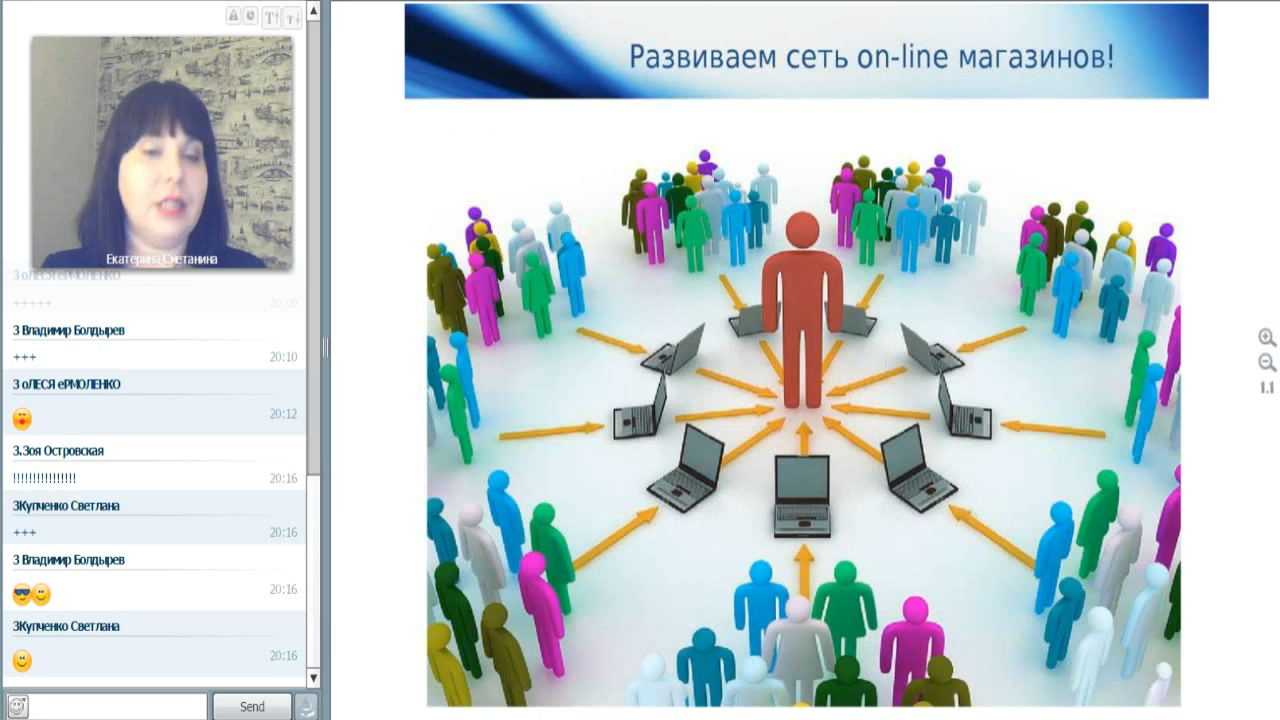 Развиваем сеть on-line магазинов!
Екатерина Сметанина
3 оЛЕСЯ еРМОЛЕНКО
+++++ 20:09
3 Владимир Болдырев
+++ 20:10
3 оЛЕСЯ еРМОЛЕНКО
20:12
3.Зоя Островская
!!!!!!!!!!!!!!!! 20:16
3Купченко Светлана
+++ 20:16
3 Владимир Болдырев
20:16
3Купченко Светлана
20:16
Send
1:1